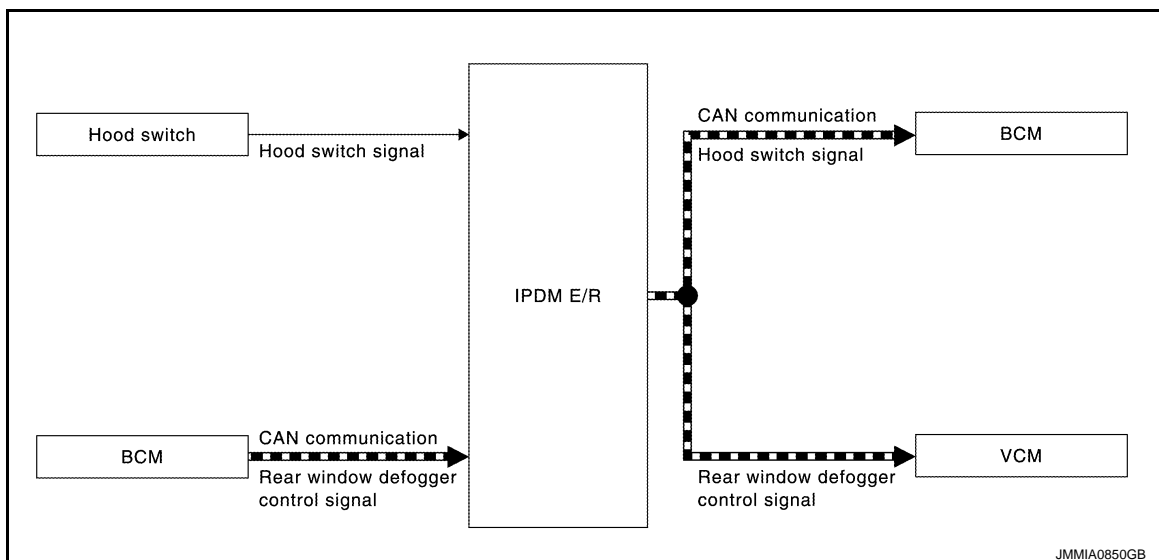 Hood switch
Hood switch signal
BCM
CAN communication
Rear window defogger
control signal
IPDM E/R
CAN communication
Hood switch signal
BCM
Rear window defogger
control signal
VCM
JMMIA0850GB